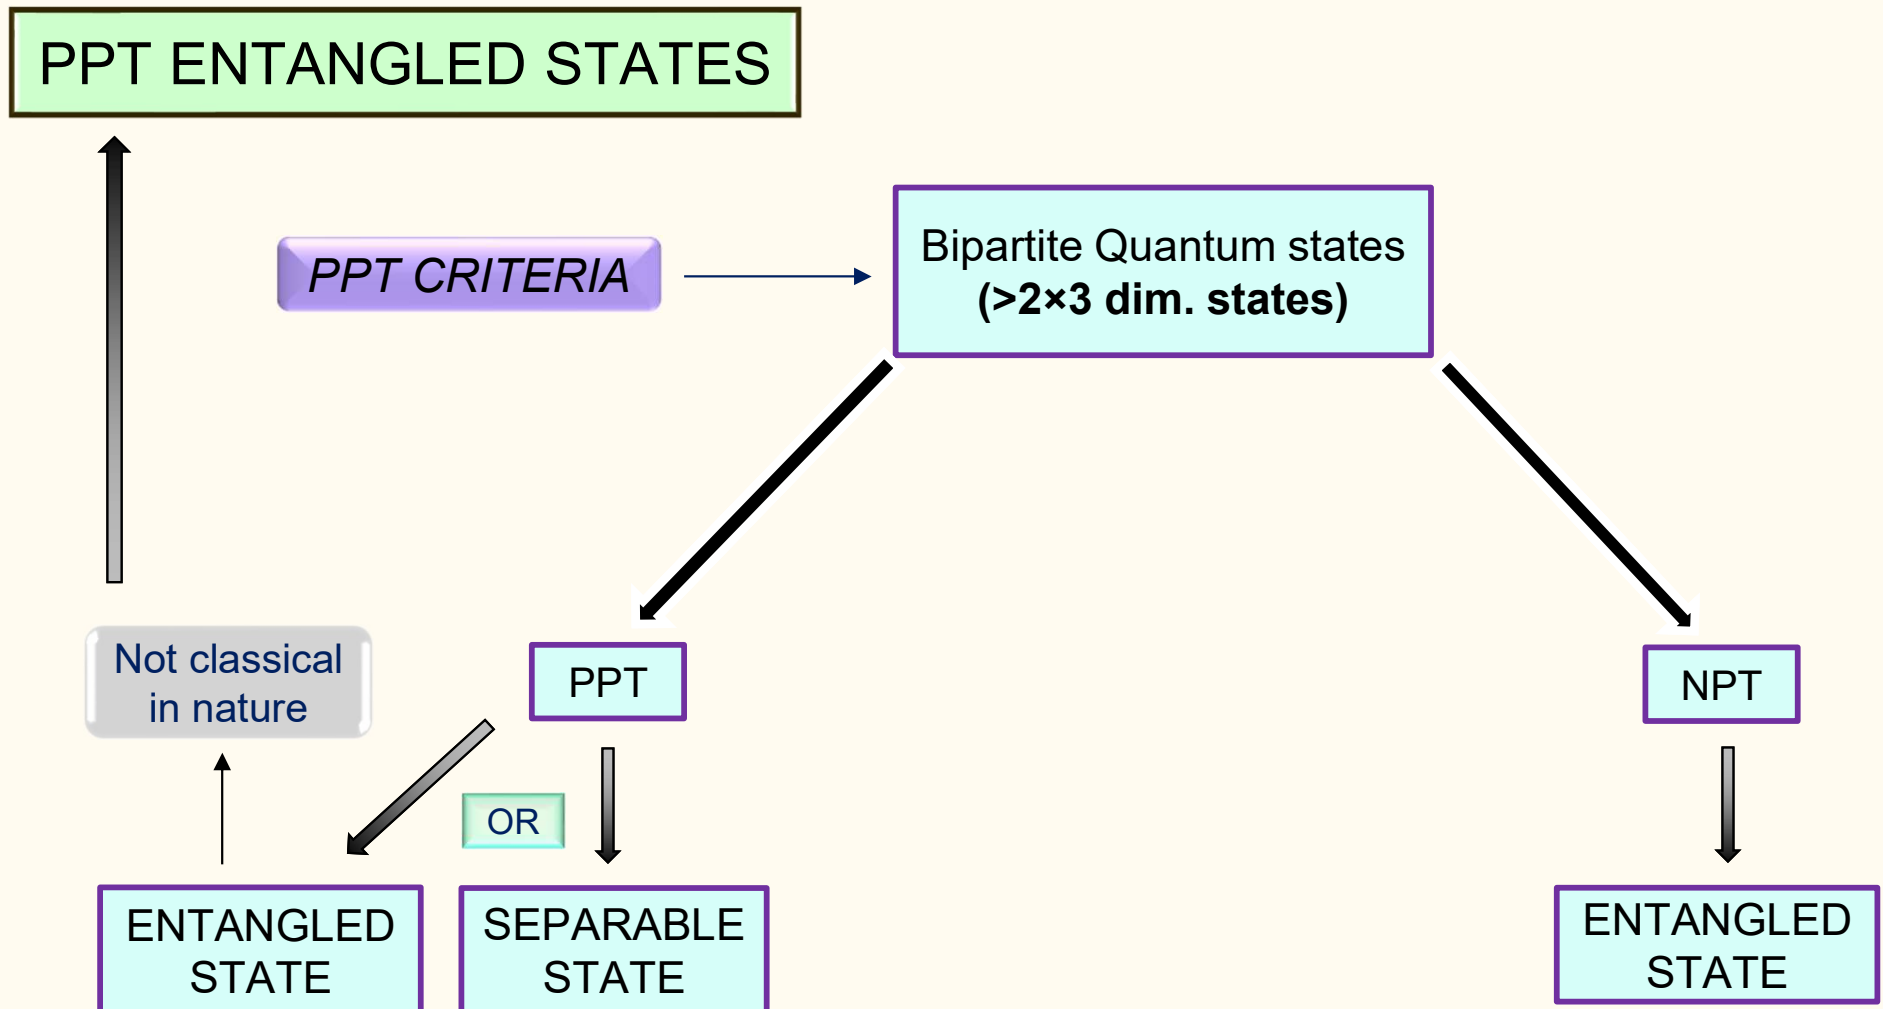 PPT ENTANGLED STATES
PPT CRITERIA
Bipartite Quantum states
(>2×3 dim. states)
Not classical
in nature
PPT
NPT
OR
ENTANGLED
STATE
SEPARABLE
STATE
ENTANGLED
STATE